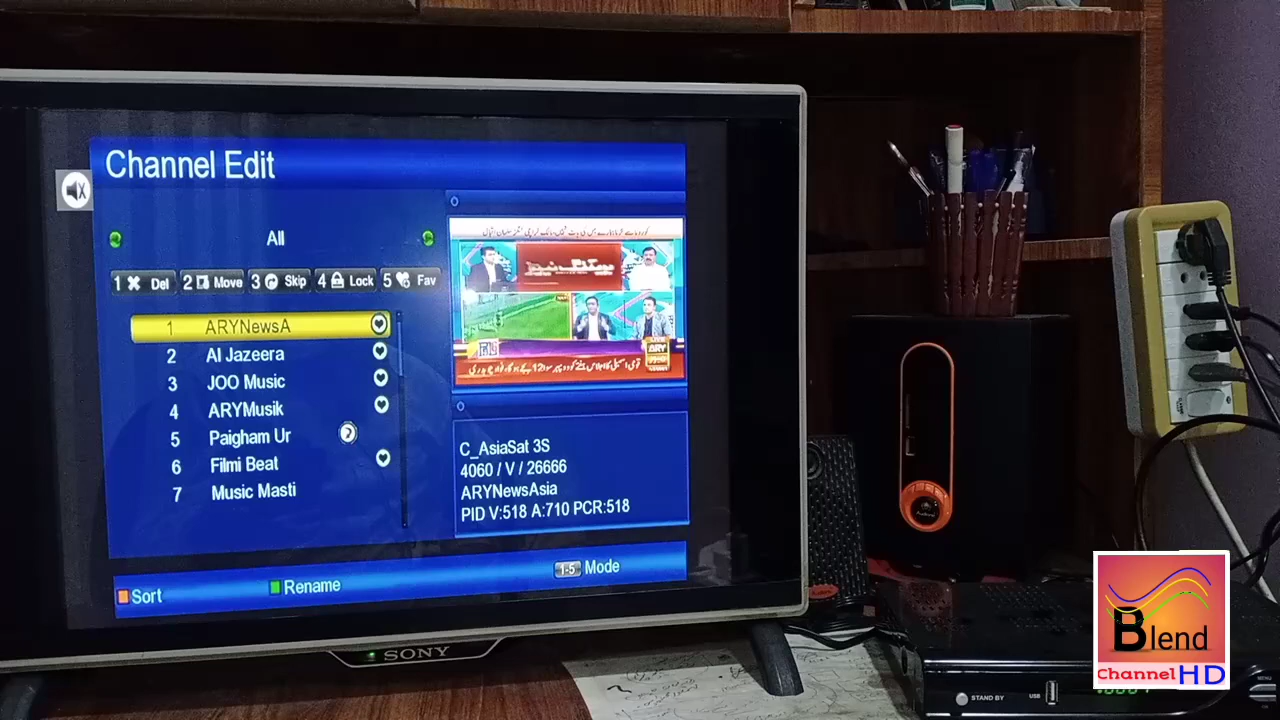 Channel Edit
All
1 Del 2 Move 3 Skip 4 Lock 5 Fav
1 ARYNewsA
2 Al Jazeera
3 JOO Music
4 ARYMusik
5 Paigham Ur
6 Filmi Beat
7 Music Masti
ARY
C_AsiaSat 3S
4060 / V / 26666
ARYNewsAsia
PID V:518 A:710 PCR:518
Sort
Rename
1-5 Mode
SONY
STAND BY
USB
MENU
Blend
Channel HD